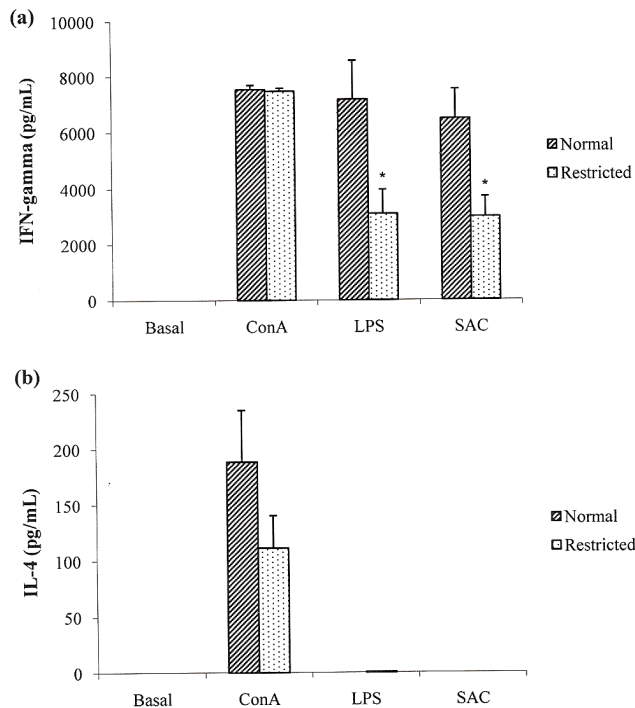 (a)
10000
8000
6000
4000
2000
0
IFN-gamma (pg/mL)
*
*
Normal
Restricted
Basal ConA LPS SAC
(b)
250
200
150
100
50
0
IL-4 (pg/mL)
Normal
Restricted
Basal ConA LPS SAC